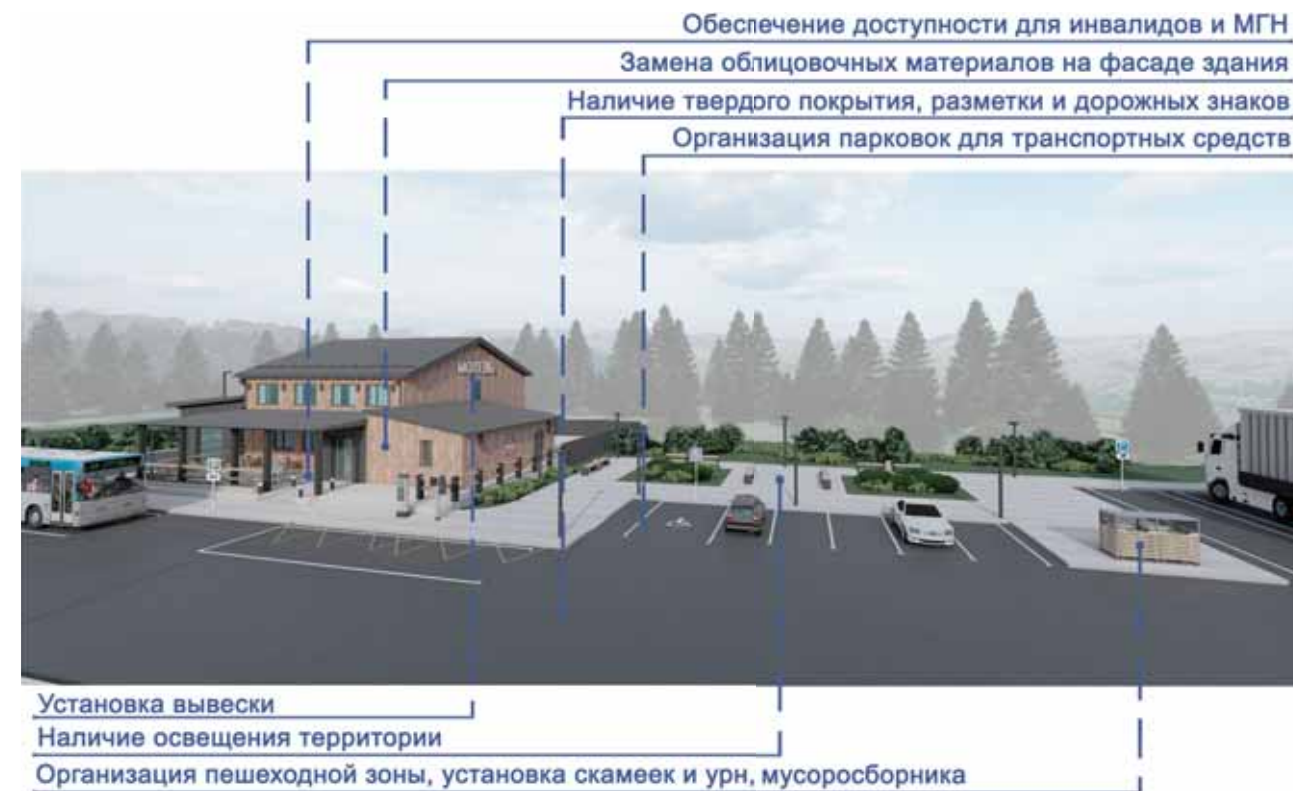 Обеспечение доступности для инвалидов и МГН
Замена облицовочных материалов на фасаде здания
Наличие твердого покрытия, разметки и дорожных знаков
Организация парковок для транспортных средств
Установка вывески
Наличие освещения территории
Организация пешеходной зоны, установка скамеек и урн, мусоросборника